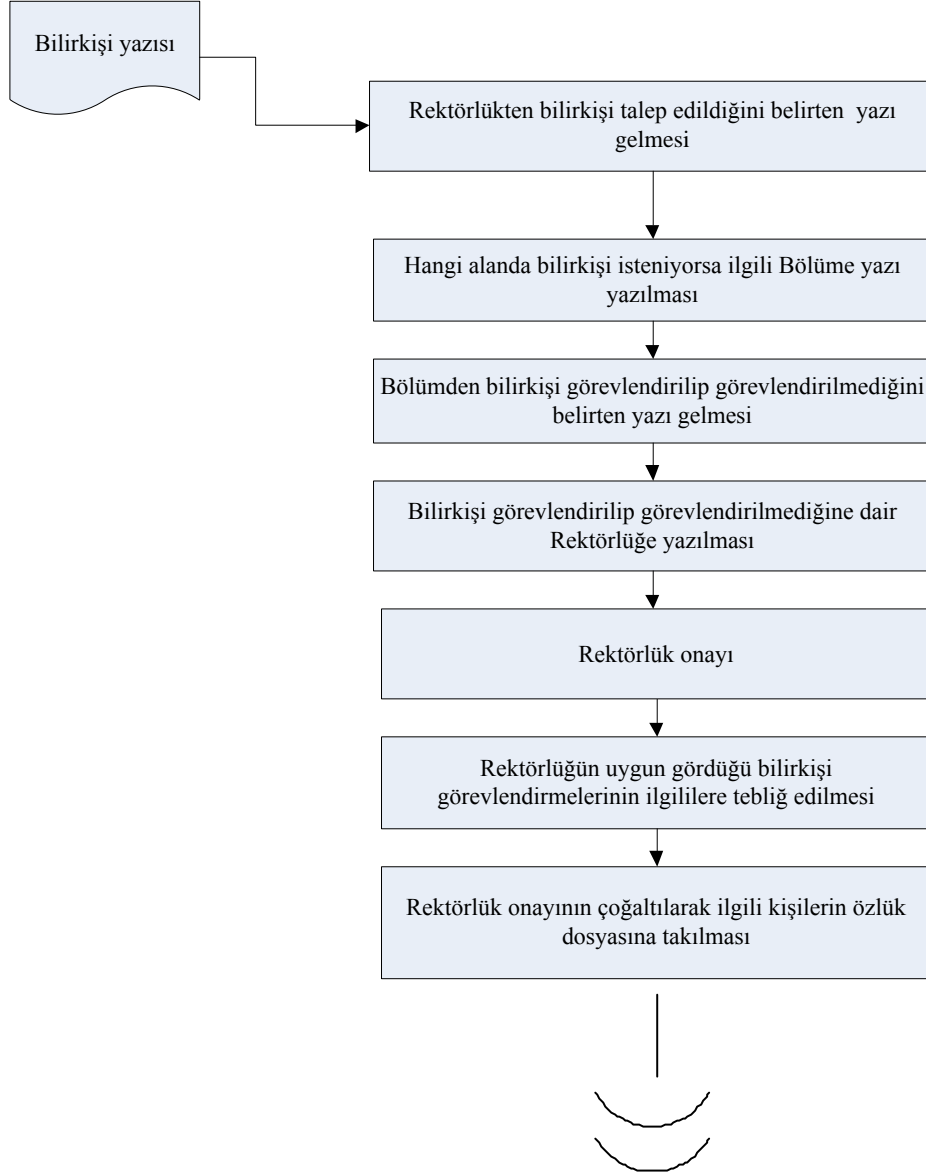 Bilirkişi yazısı
Rektörlükten bilirkişi talep edildiğini belirten yazı
gelmesi
Hangi alanda bilirkişi isteniyorsa ilgili Bölüme yazı
yazılması
Bölümden bilirkişi görevlendirilip görevlendirilmediğini
belirten yazı gelmesi
Bilirkişi görevlendirilip görevlendirilmediğine dair
Rektörlüğe yazılması
Rektörlük onayı
Rektörlüğün uygun gördüğü bilirkişi
görevlendirmelerinin ilgililere tebliğ edilmesi
Rektörlük onayının çoğaltılarak ilgili kişilerin özlük
dosyasına takılması